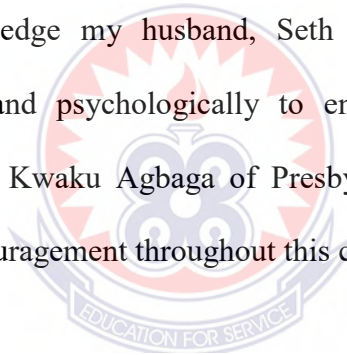 edge my husband, Seth
and psychologically to en
Kwaku Agbaga of Presby
uragement throughout this c
EDUCATION FOR SERVICE